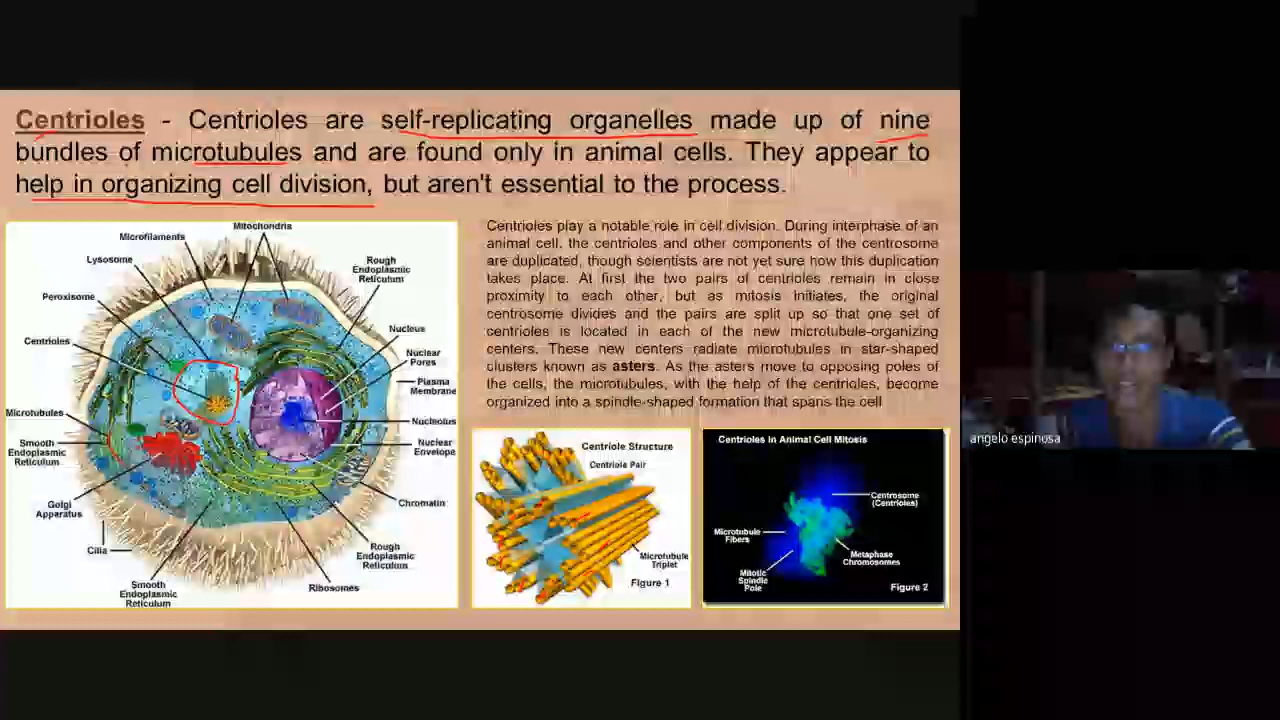 Centrioles - Centrioles are self-replicating organelles made up of nine
bundles of microtubules and are found only in animal cells. They appear to
help in organizing cell division, but aren't essential to the process.
Mitochondria
Microfilaments
Lysosome
Rough
Endoplasmic
Reticulum
Peroxisome
Nucleus
Centrioles
Nuclear
Pores
Plasma
Membrane
Microtubules
Nucleolus
Smooth
Endoplasmic
Reticulum
Nuclear
Envelope
Golgi
Apparatus
Chromatin
Cilia
Rough
Endoplasmic
Reticulum
Smooth
Endoplasmic
Reticulum
Ribosomes
Centrioles play a notable role in cell division. During interphase of an
animal cell, the centrioles and other components of the centrosome
are duplicated, though scientists are not yet sure how this duplication
takes place. At first the two pairs of centrioles remain in close
proximity to each other, but as mitosis initiates, the original
centrosome divides and the pairs are split up so that one set of
centrioles is located in each of the new microtubule-organizing
centers. These new centers radiate microtubules in star-shaped
clusters known as asters. As the asters move to opposing poles of
the cells, the microtubules, with the help of the centrioles, become
organized into a spindle-shaped formation that spans the cell
Centriole Structure
Centriole Pair
Microtubule
Triplet
Figure 1
Centrioles In Animal Cell Mitosis
Centrosome
(Centrioles)
Microtubule
Fibers
Metaphase
Chromosomes
Mitotic
Spindle
Pole
Figure 2
angelo espinosa